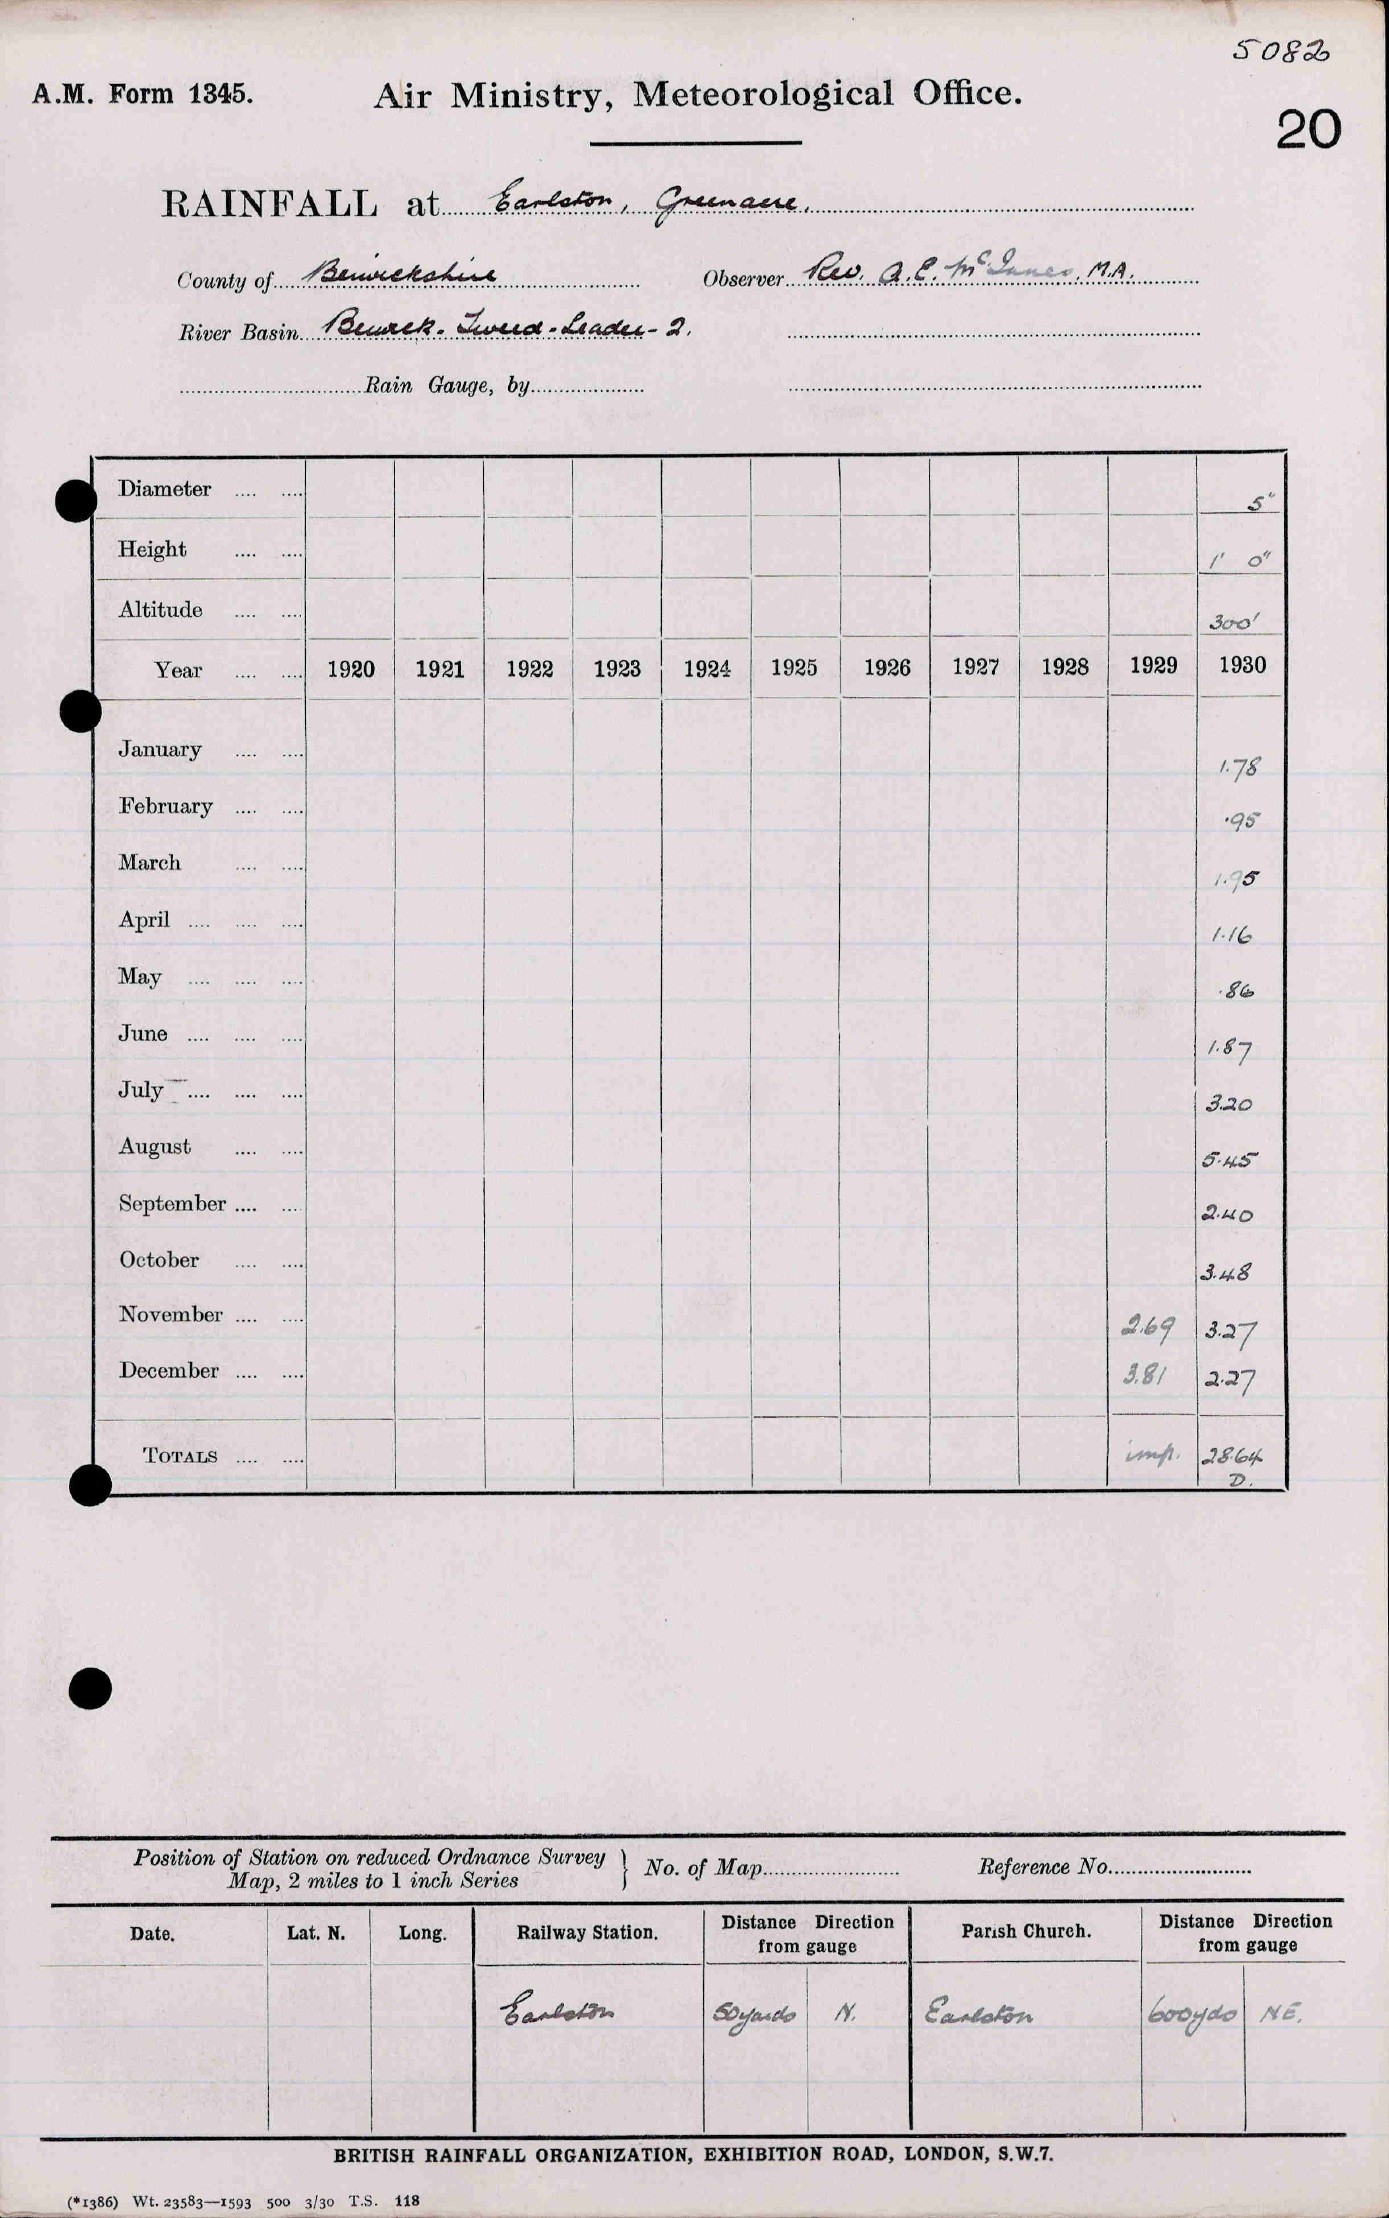 5082
A.M. Form 1345. Air Ministry, Meteorological Office.
20
RAINFALL at Earlston, Greenacre.
County of Berwickshire Observer Rev. A.E. McInnes, M.A.
River Basin Berwick-Tweed-Leader-2.
Rain Gauge, by
Diameter 5"
Height 1' 0"
Altitude 300'
Year 1920 1921 1922 1923 1924 1925 1926 1927 1928 1929 1930
January 1.78
February .95
March 1.95
April 1.16
May .86
June 1.87
July 3.20
August 5.45
September 2.40
October 3.48
November 2.69 3.27
December 3.81 2.27
TOTALS imp. 28.64
D.
Position of Station on reduced Ordnance Survey
Map, 2 miles to 1 inch Series } No. of Map Reference No.
Date. Lat. N. Long. Railway Station. Distance Direction from gauge Parish Church. Distance Direction from gauge
Earlston 50 yards N. Earlston 600 yds NE.
BRITISH RAINFALL ORGANIZATION, EXHIBITION ROAD, LONDON, S.W.7.
(*1386) Wt. 23583—1593 500 3/30 T.S. 118